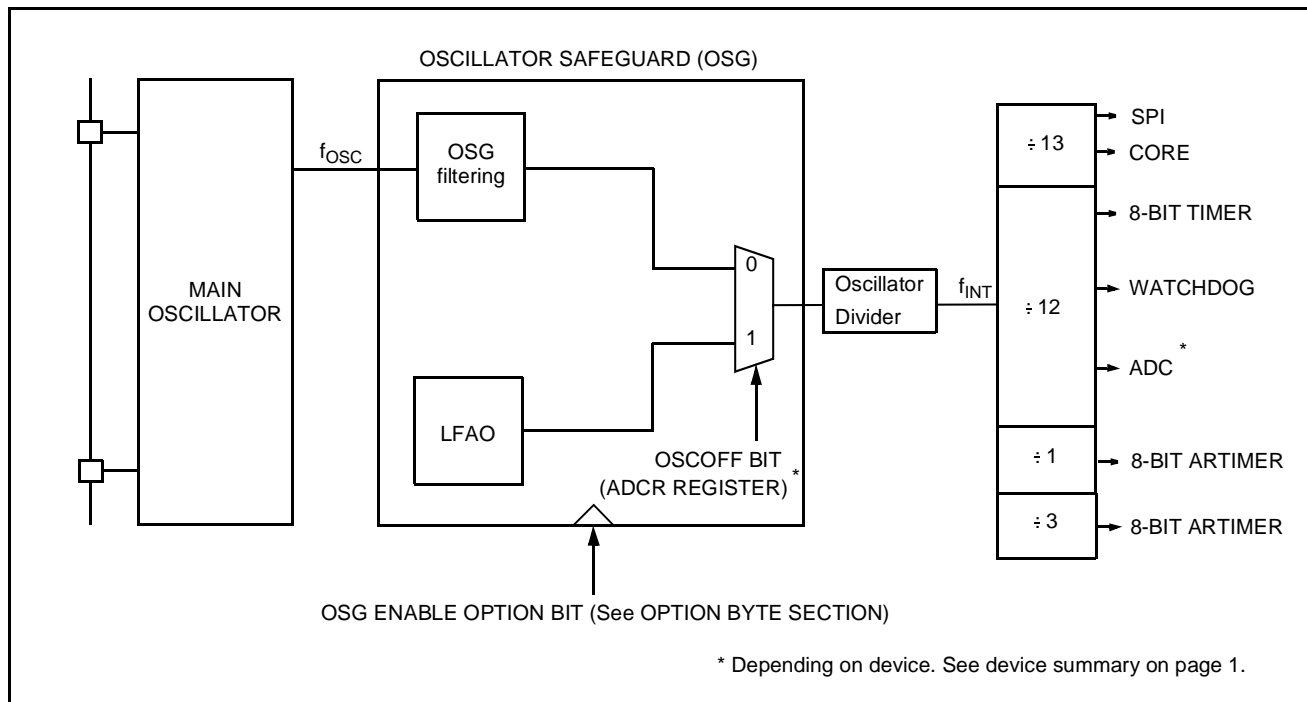 OSCILLATOR SAFEGUARD (OSG)
MAIN
OSCILLATOR
fOSC
OSG
filtering
LFAO
0
1
OSCOFF BIT
(ADCR REGISTER) *
OSG ENABLE OPTION BIT (See OPTION BYTE SECTION)
Oscillator
Divider
fINT
÷ 13
÷ 12
÷ 1
÷ 3
SPI
CORE
8-BIT TIMER
WATCHDOG
ADC *
8-BIT ARTIMER
8-BIT ARTIMER
* Depending on device. See device summary on page 1.